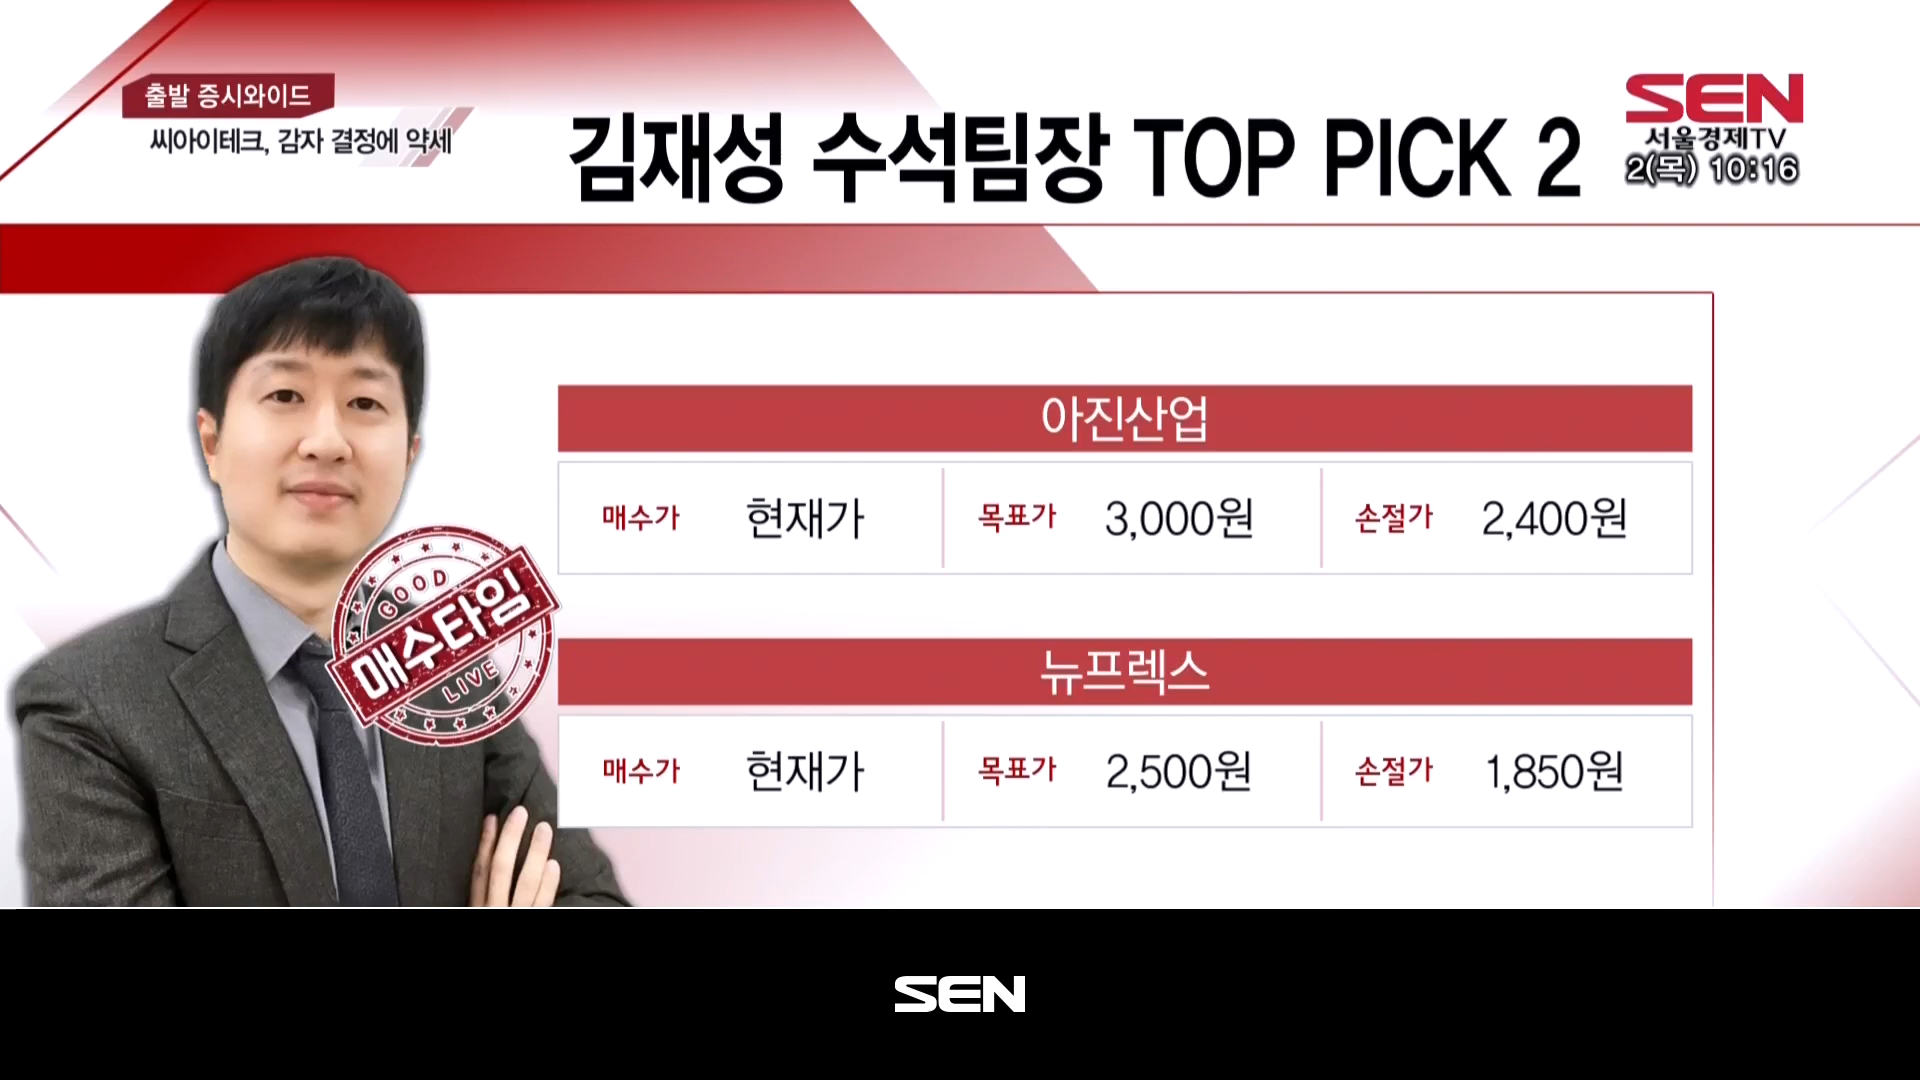 출발 증시와이드
씨아이테크, 감자 결정에 약세
김재성 수석팀장 TOP PICK 2
SEN
서울경제TV
2(목) 10:16
아진산업
매수가 현재가 목표가 3,000원 손절가 2,400원
GOOD
매수타임
LIVE
뉴프렉스
매수가 현재가 목표가 2,500원 손절가 1,850원
SEN